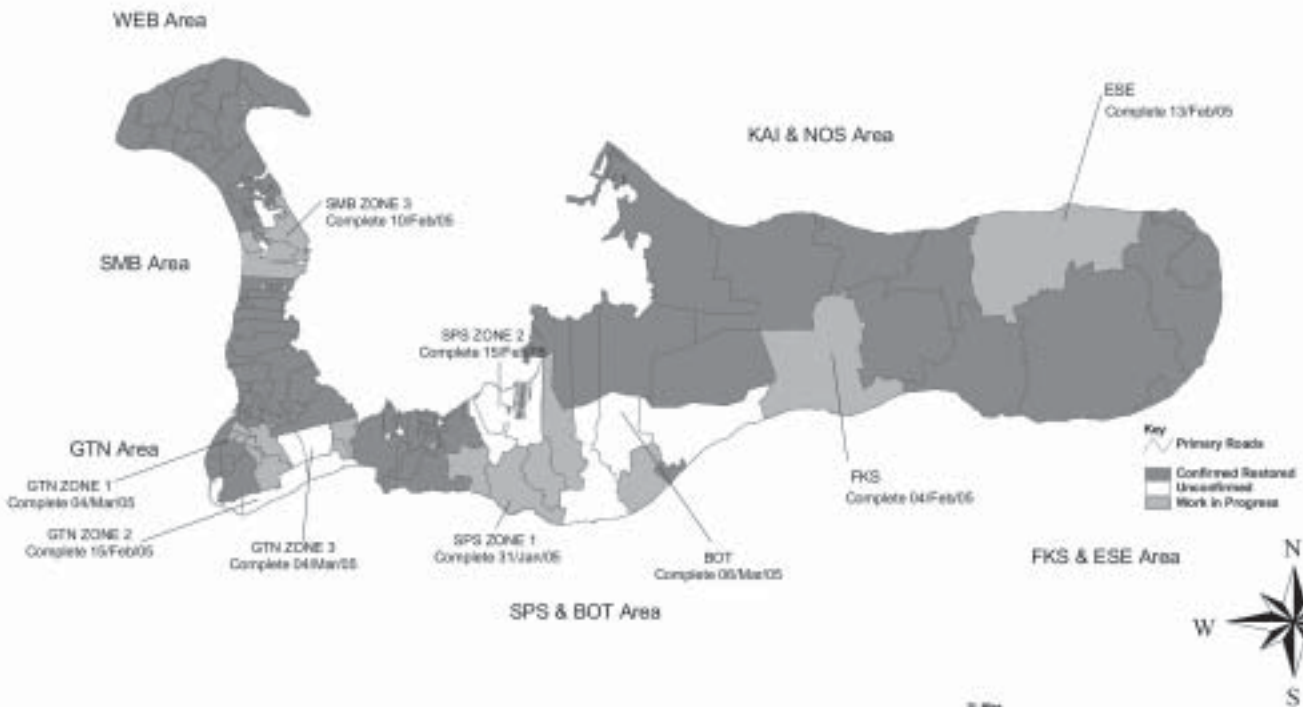 WEB Area
ESE
Complete 13/Feb/05
KAI & NOS Area
SMB ZONE 3
Complete 10/Feb/05
SMB Area
SPS ZONE 2
Complete 15/Feb/05
GTN Area
Key
Primary Roads
Confirmed Restored
Unconfirmed
Work in Progress
GTN ZONE 1
Complete 04/Mar/05
FKS
Complete 04/Feb/05
GTN ZONE 2
Complete 15/Feb/05
GTN ZONE 3
Complete 04/Mar/05
SPS ZONE 1
Complete 31/Jan/05
BOT
Complete 06/Mar/05
FKS & ESE Area
SPS & BOT Area
N
W
S